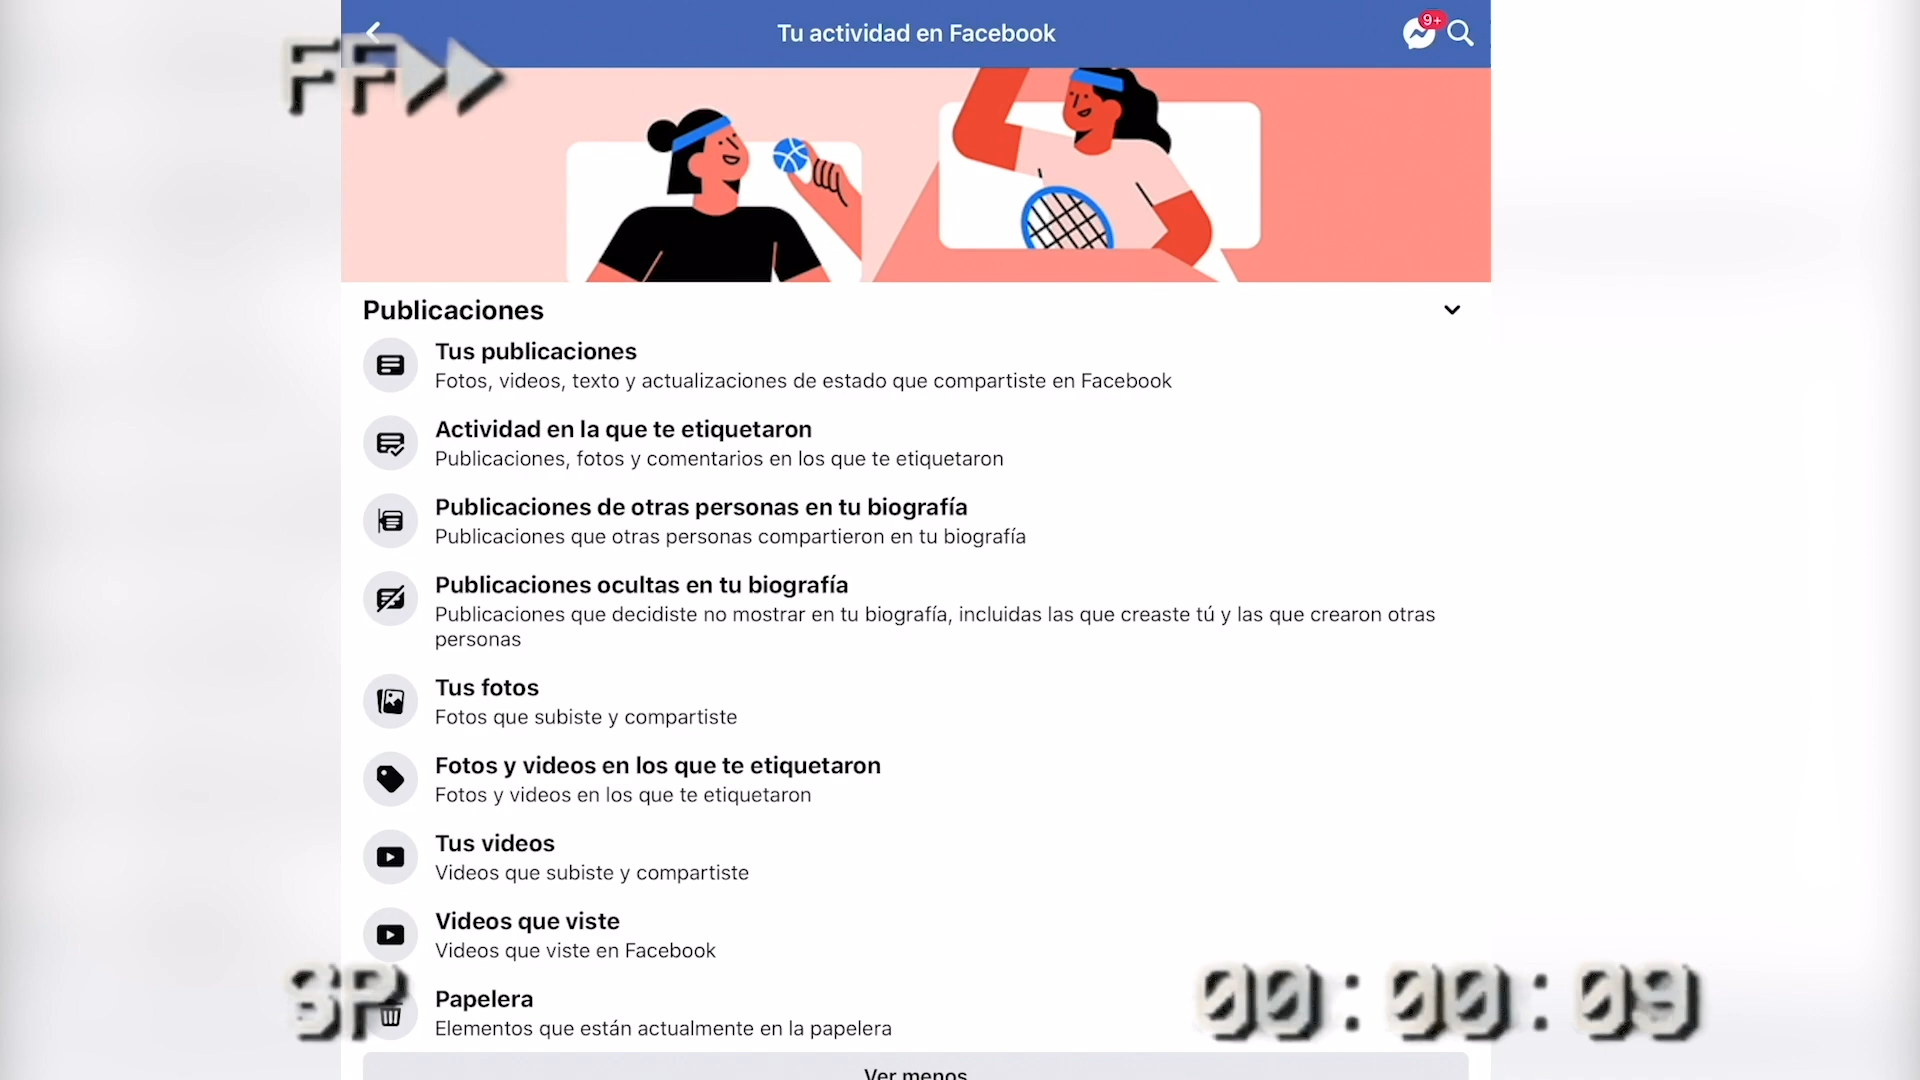 Tu actividad en Facebook
9+
FF
Publicaciones
Tus publicaciones
Fotos, videos, texto y actualizaciones de estado que compartiste en Facebook
Actividad en la que te etiquetaron
Publicaciones, fotos y comentarios en los que te etiquetaron
Publicaciones de otras personas en tu biografía
Publicaciones que otras personas compartieron en tu biografía
Publicaciones ocultas en tu biografía
Publicaciones que decidiste no mostrar en tu biografía, incluidas las que creaste tú y las que crearon otras
personas
Tus fotos
Fotos que subiste y compartiste
Fotos y videos en los que te etiquetaron
Fotos y videos en los que te etiquetaron
Tus videos
Videos que subiste y compartiste
Videos que viste
Videos que viste en Facebook
Papelera
Elementos que están actualmente en la papelera
SP
00:00:09
Ver menos